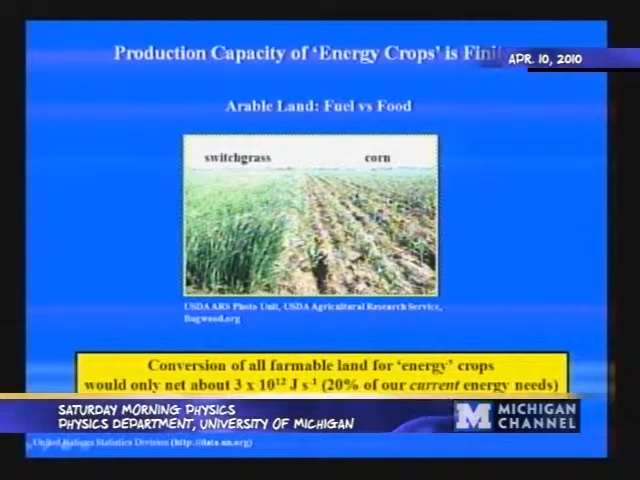 Production Capacity of 'Energy Crops' is
APR. 10, 2010
Arable Land: Fuel vs Food
switchgrass corn
USDA ARS Photo Unit, USDA Agricultural Research Service,
Bugwood.org
Conversion of all farmable land for 'energy' crops
would only net about 3 x 10¹² J s⁻¹ (20% of our current energy needs)
SATURDAY MORNING PHYSICS
PHYSICS DEPARTMENT, UNIVERSITY OF MICHIGAN
M MICHIGAN
CHANNEL
United Nations Statistics Division (http://data.un.org)